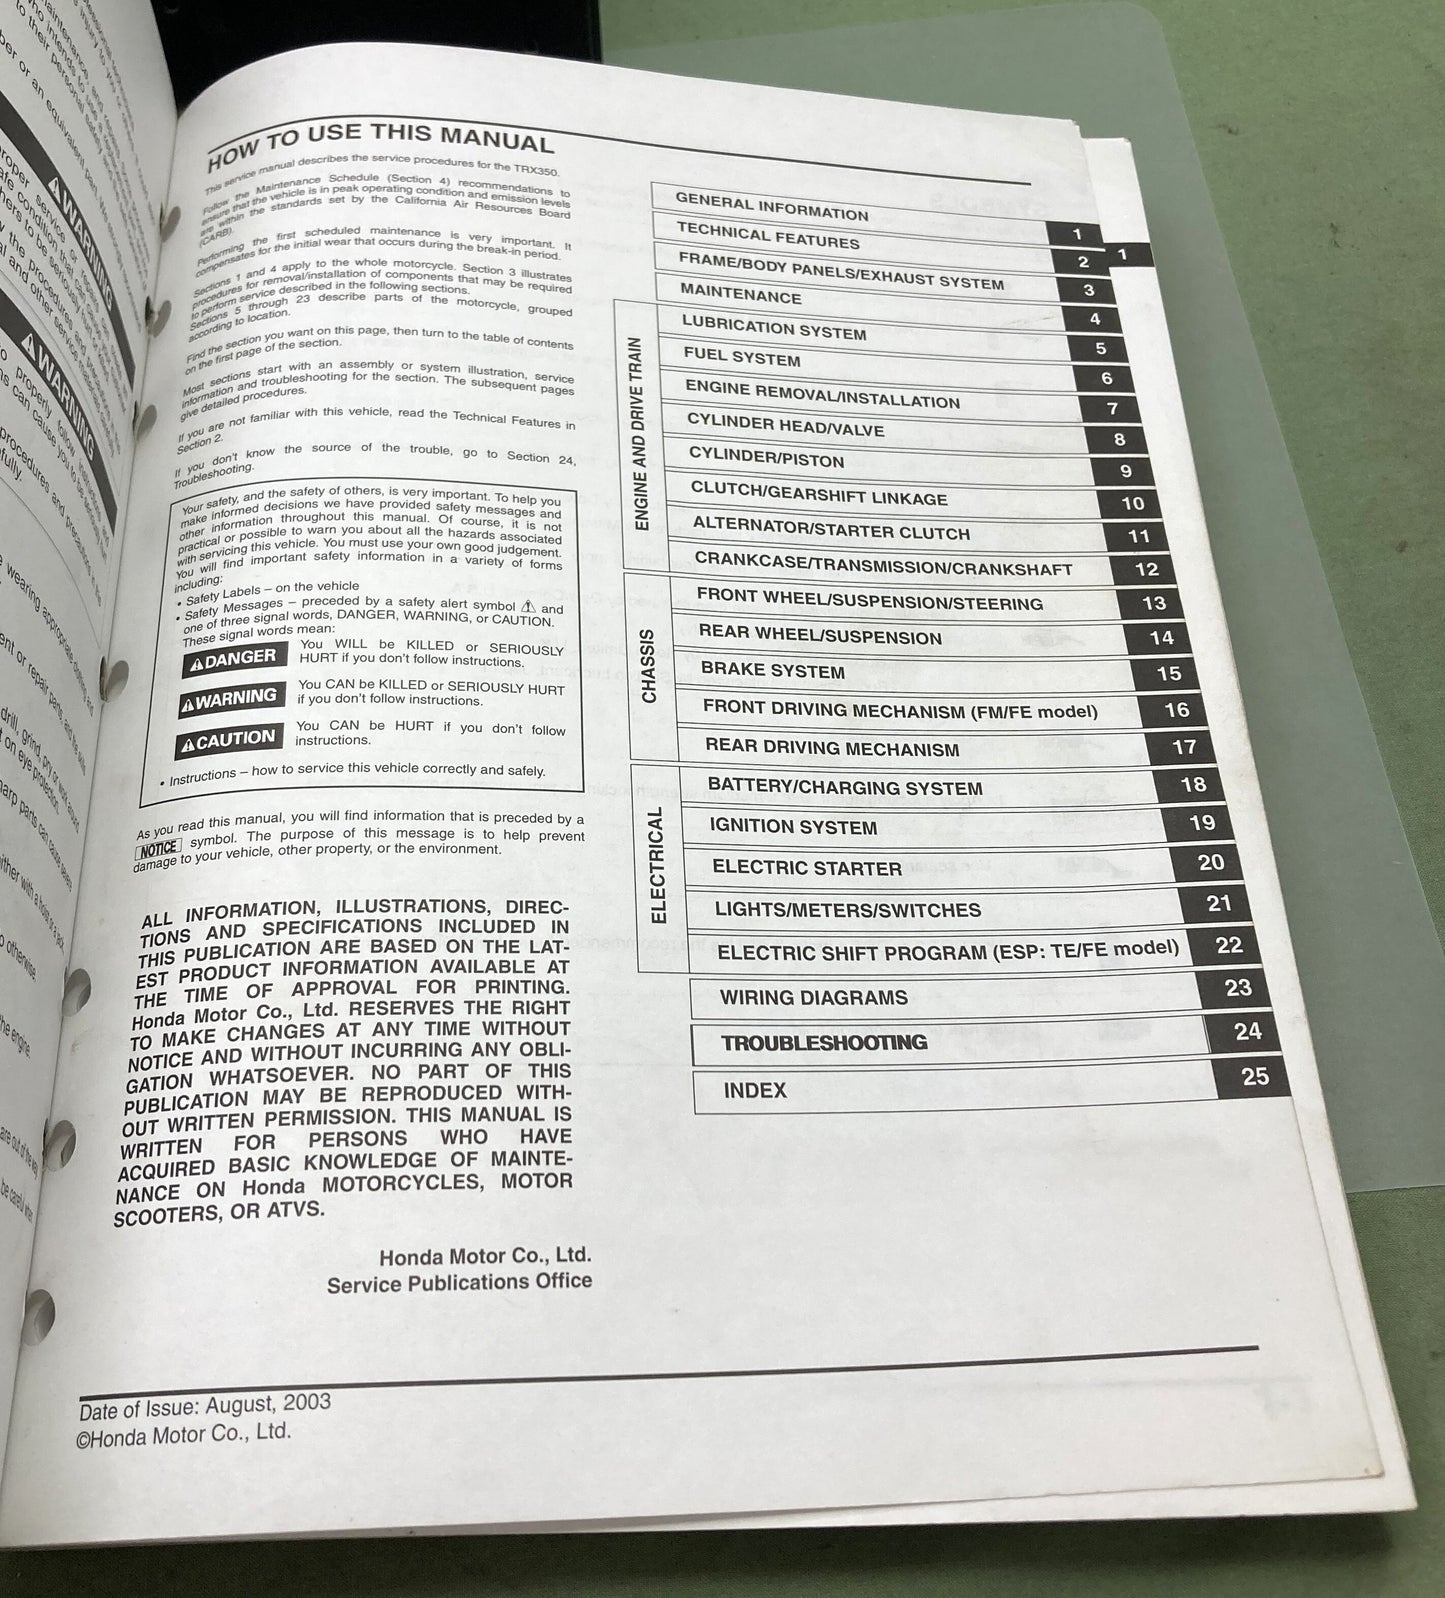 HOW TO USE THIS MANUAL
This service manual describes the service procedures for the TRX350.
Follow the Maintenance Schedule (Section 4) recommendations to
ensure that the vehicle is in peak operating condition and emission levels
are within the standards set by the California Air Resources Board
(CARB).
Performing the first scheduled maintenance is very important. It
compensates for the initial wear that occurs during the break-in period.
Sections 1 and 4 apply to the whole motorcycle. Section 3 illustrates
procedures for removal/installation of components that may be required
to perform service described in the following sections.
Sections 5 through 23 describe parts of the motorcycle, grouped
according to location.
Find the section you want on this page, then turn to the table of contents
on the first page of the section.
Most sections start with an assembly or system illustration, service
information and troubleshooting for the section. The subsequent pages
give detailed procedures.
If you are not familiar with this vehicle, read the Technical Features in
Section 2.
If you don't know the source of the trouble, go to Section 24,
Troubleshooting.
Your safety, and the safety of others, is very important. To help you
make informed decisions we have provided safety messages and
other information throughout this manual. Of course, it is not
practical or possible to warn you about all the hazards associated
with servicing this vehicle. You must use your own good judgement.
You will find important safety information in a variety of forms
including:
• Safety Labels – on the vehicle
• Safety Messages – preceded by a safety alert symbol ⚠ and
one of three signal words, DANGER, WARNING, or CAUTION.
These signal words mean:
⚠DANGER You WILL be KILLED or SERIOUSLY
HURT if you don't follow instructions.
⚠WARNING You CAN be KILLED or SERIOUSLY HURT
if you don't follow instructions.
⚠CAUTION You CAN be HURT if you don't follow
instructions.
• Instructions – how to service this vehicle correctly and safely.
As you read this manual, you will find information that is preceded by a
NOTICE symbol. The purpose of this message is to help prevent
damage to your vehicle, other property, or the environment.
ALL INFORMATION, ILLUSTRATIONS, DIREC-
TIONS AND SPECIFICATIONS INCLUDED IN
THIS PUBLICATION ARE BASED ON THE LAT-
EST PRODUCT INFORMATION AVAILABLE AT
THE TIME OF APPROVAL FOR PRINTING.
Honda Motor Co., Ltd. RESERVES THE RIGHT
TO MAKE CHANGES AT ANY TIME WITHOUT
NOTICE AND WITHOUT INCURRING ANY OBLI-
GATION WHATSOEVER. NO PART OF THIS
PUBLICATION MAY BE REPRODUCED WITH-
OUT WRITTEN PERMISSION. THIS MANUAL IS
WRITTEN FOR PERSONS WHO HAVE
ACQUIRED BASIC KNOWLEDGE OF MAINTE-
NANCE ON Honda MOTORCYCLES, MOTOR
SCOOTERS, OR ATVS.
Honda Motor Co., Ltd.
Service Publications Office
GENERAL INFORMATION 1
TECHNICAL FEATURES 2
FRAME/BODY PANELS/EXHAUST SYSTEM 3
MAINTENANCE 4
ENGINE AND DRIVE TRAIN
LUBRICATION SYSTEM 5
FUEL SYSTEM 6
ENGINE REMOVAL/INSTALLATION 7
CYLINDER HEAD/VALVE 8
CYLINDER/PISTON 9
CLUTCH/GEARSHIFT LINKAGE 10
ALTERNATOR/STARTER CLUTCH 11
CRANKCASE/TRANSMISSION/CRANKSHAFT 12
CHASSIS
FRONT WHEEL/SUSPENSION/STEERING 13
REAR WHEEL/SUSPENSION 14
BRAKE SYSTEM 15
FRONT DRIVING MECHANISM (FM/FE model) 16
REAR DRIVING MECHANISM 17
ELECTRICAL
BATTERY/CHARGING SYSTEM 18
IGNITION SYSTEM 19
ELECTRIC STARTER 20
LIGHTS/METERS/SWITCHES 21
ELECTRIC SHIFT PROGRAM (ESP: TE/FE model) 22
WIRING DIAGRAMS 23
TROUBLESHOOTING 24
INDEX 25
1
Date of Issue: August, 2003
©Honda Motor Co., Ltd.
⚠WARNING
⚠WARNING